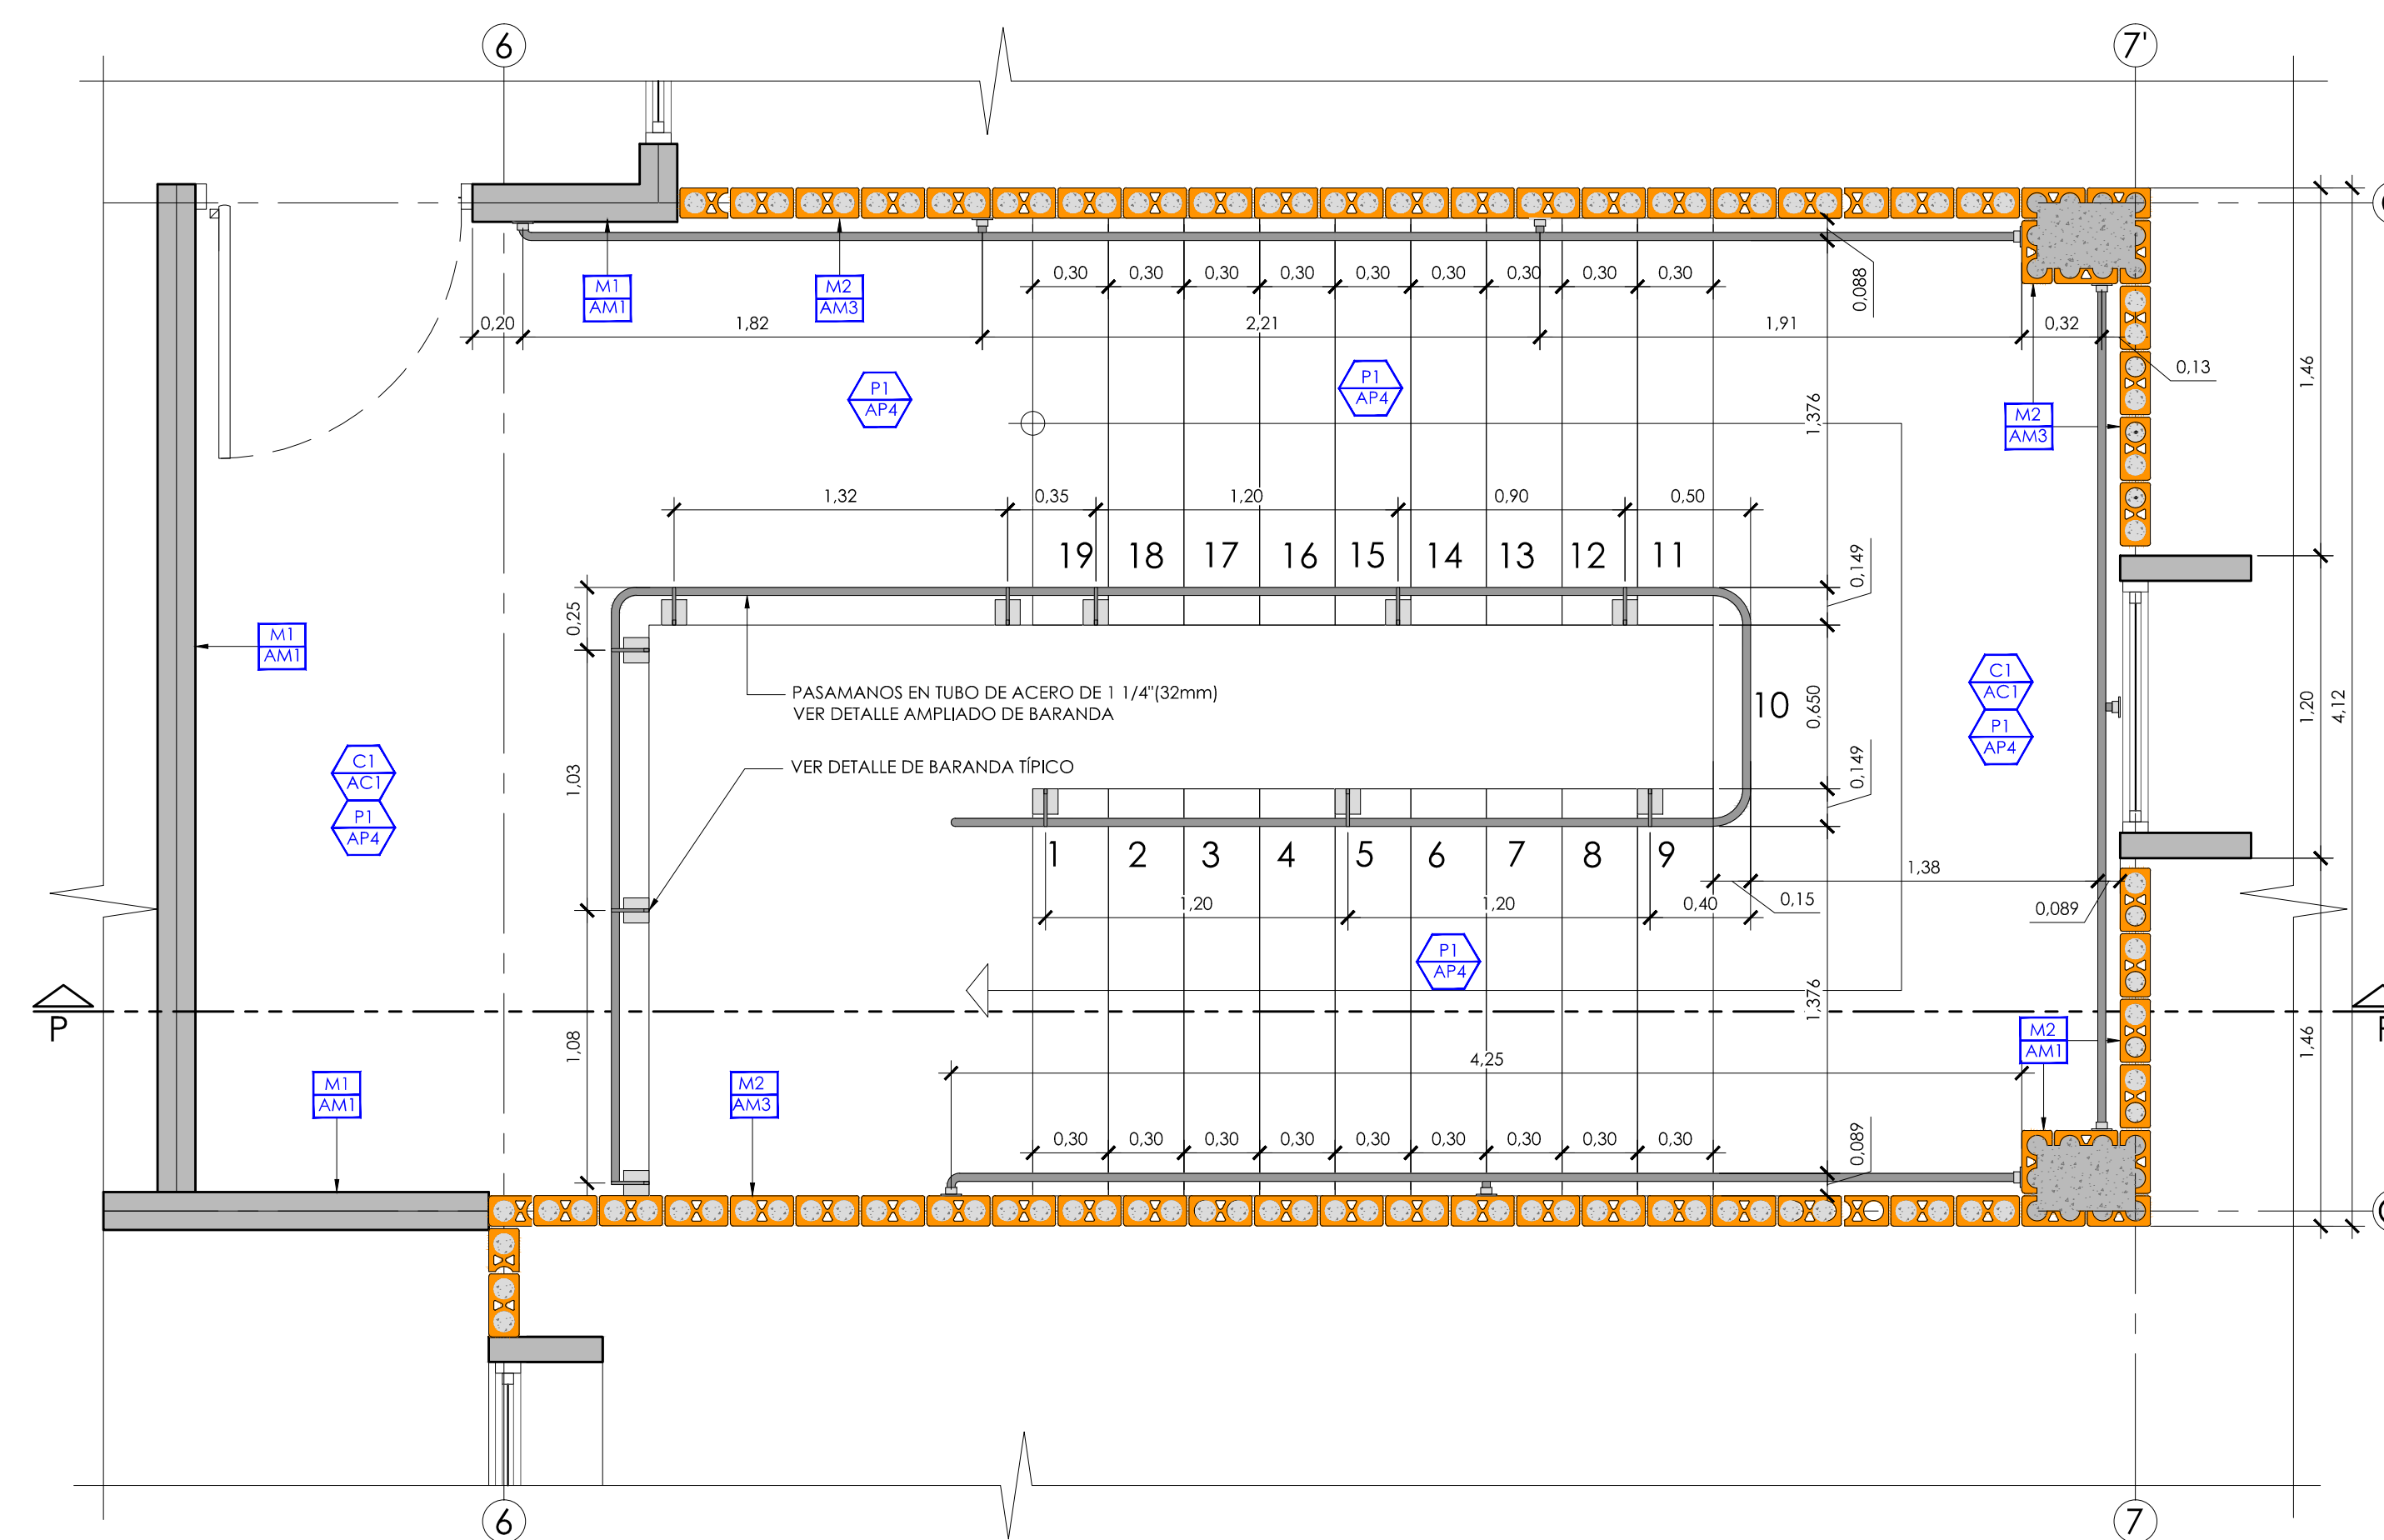 6
7'
0,30 0,30 0,30 0,30 0,30 0,30 0,30 0,30 0,30
0,088
M1
AM1
M2
AM3
0,20 1,82 2,21 1,91 0,32
0,13
1,46
P1
AP4
P1
AP4
1,376
M2
AM3
1,32 0,35 1,20 0,90 0,50
19 18 17 16 15 14 13 12 11
0,149
0,25
M1
AM1
PASAMANOS EN TUBO DE ACERO DE 1 1/4"(32mm)
VER DETALLE AMPLIADO DE BARANDA
10
0,650
C1
AC1
P1
AP4
1,20
4,12
VER DETALLE DE BARANDA TÍPICO
1,03
C1
AC1
P1
AP4
0,149
1 2 3 4 5 6 7 8 9
1,38
1,20 1,20 0,40
0,15
0,089
P1
AP4
1,376
P
1,08
4,25
M2
AM1
1,46
M1
AM1
M2
AM3
0,30 0,30 0,30 0,30 0,30 0,30 0,30 0,30 0,30
0,089
6
7